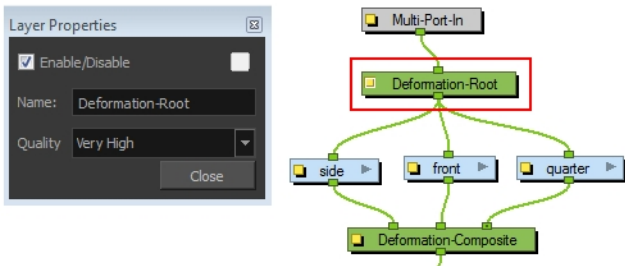 Layer Properties
Enable/Disable
Name: Deformation-Root
Quality Very High
Close
Multi-Port-In
Deformation-Root
side
front
quarter
Deformation-Composite